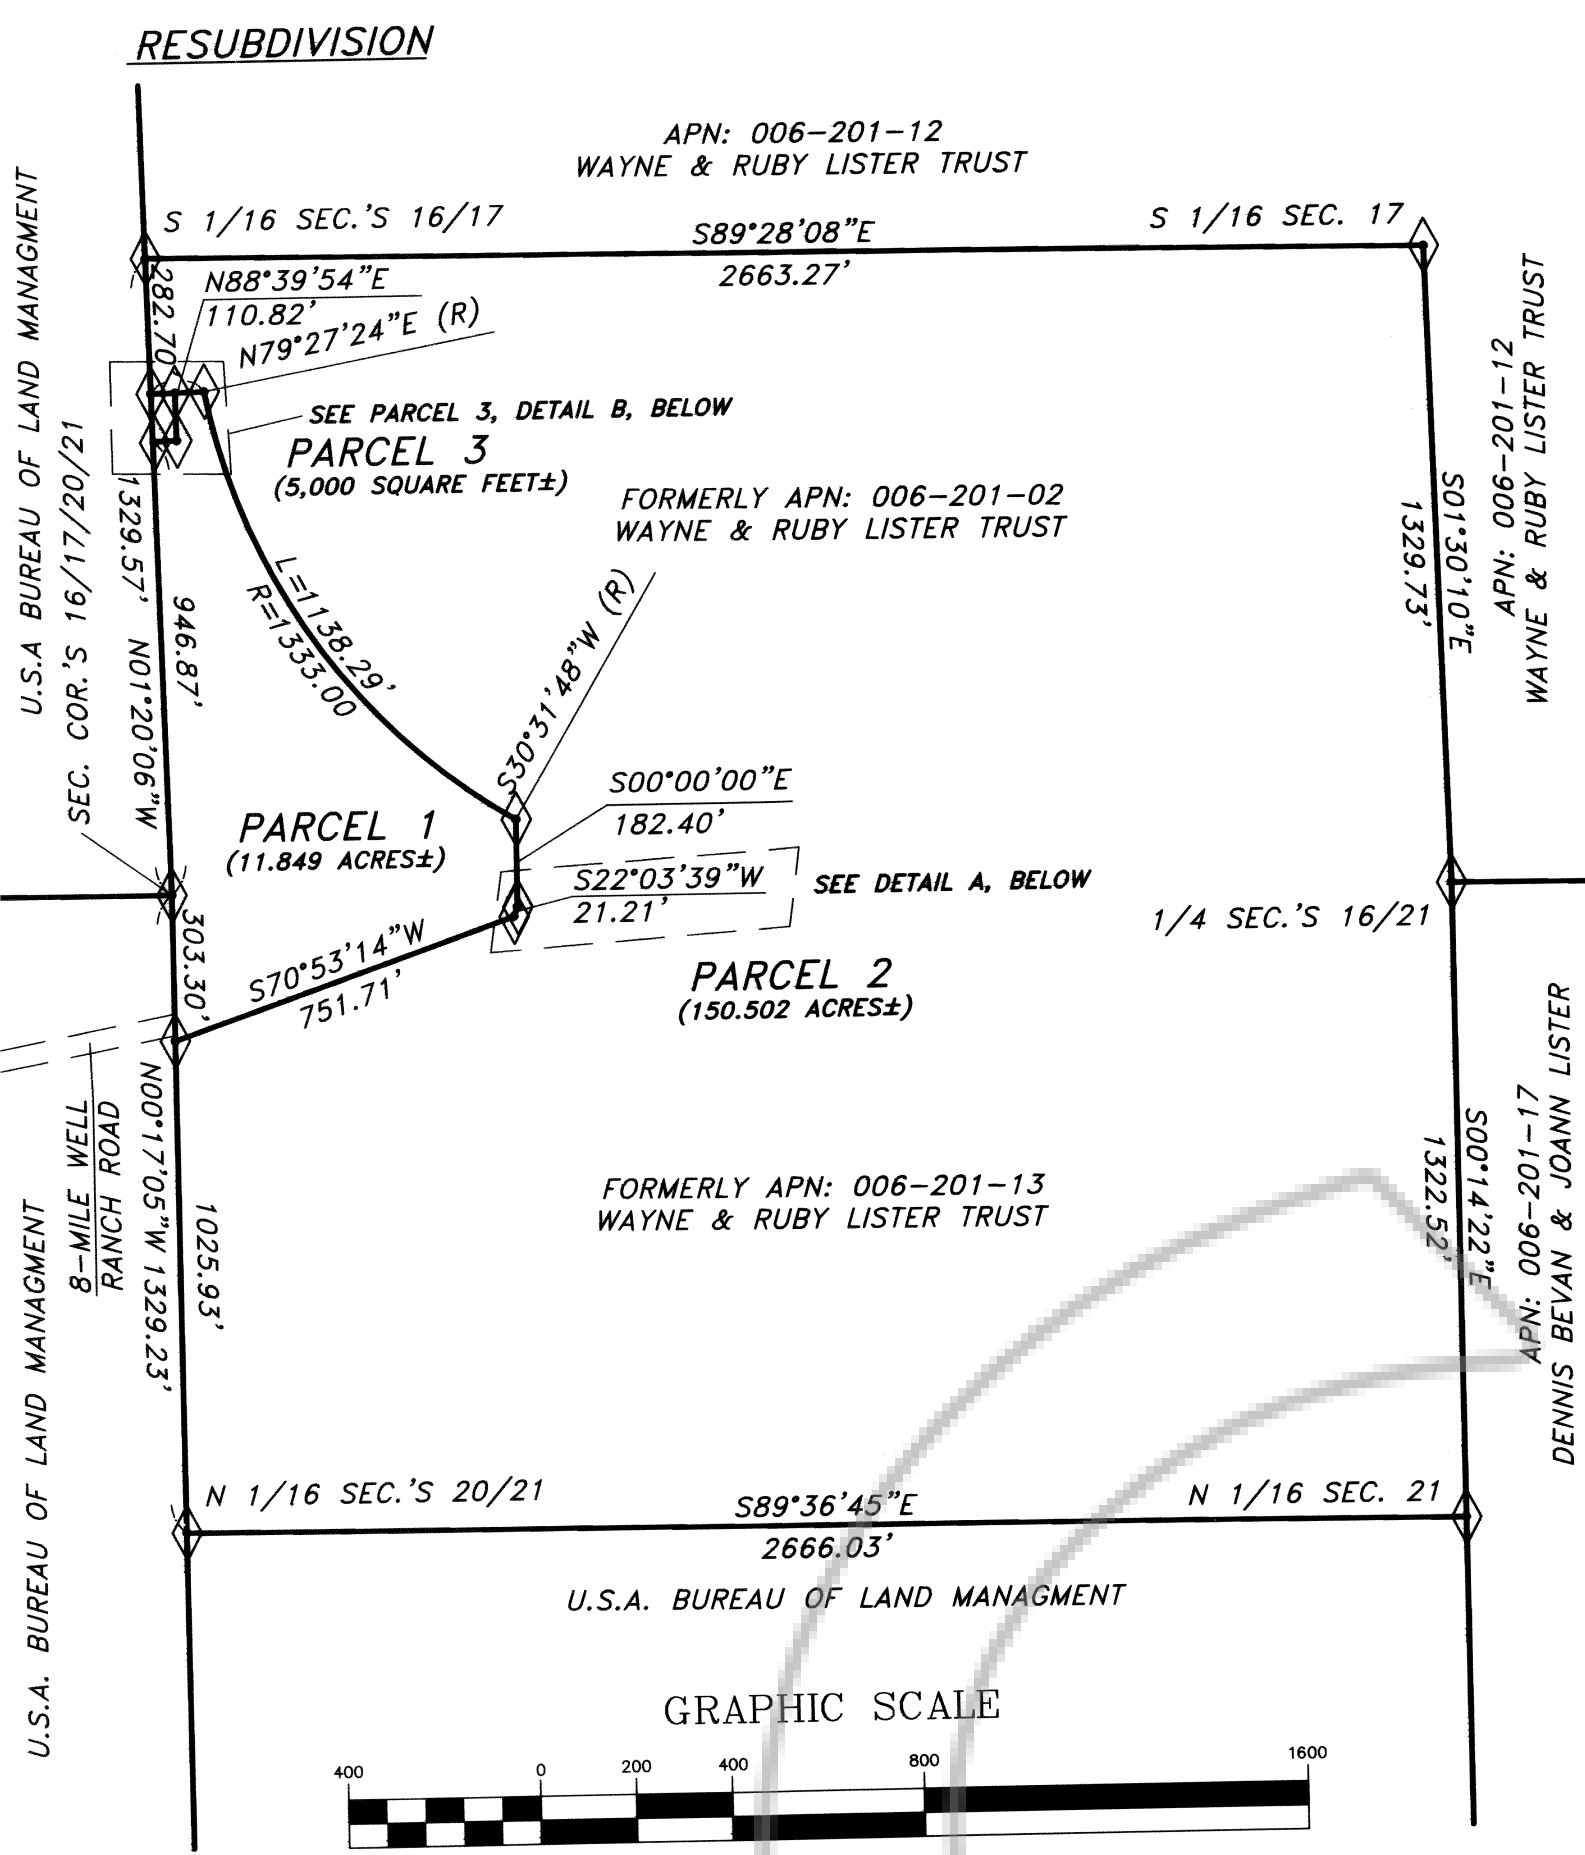 RESUBDIVISION
APN: 006-201-12
WAYNE & RUBY LISTER TRUST
S 1/16 SEC.'S 16/17
S89°28'08"E
S 1/16 SEC. 17
2663.27'
282.70'
N88°39'54"E
110.82'
N79°27'24"E (R)
SEE PARCEL 3, DETAIL B, BELOW
PARCEL 3
(5,000 SQUARE FEET±)
FORMERLY APN: 006-201-02
WAYNE & RUBY LISTER TRUST
U.S.A BUREAU OF LAND MANAGMENT
SEC. COR.'S 16/17/20/21
1329.57' N01°20'06"W
946.87'
L=1138.29'
R=1333.00
S30°31'48"W (R)
S01°30'10"E
1329.73'
APN: 006-201-12
WAYNE & RUBY LISTER TRUST
S00°00'00"E
182.40'
PARCEL 1
(11.849 ACRES±)
S22°03'39"W
21.21'
SEE DETAIL A, BELOW
1/4 SEC.'S 16/21
303.30'
S70°53'14"W
751.71'
PARCEL 2
(150.502 ACRES±)
8-MILE WELL
RANCH ROAD
N00°17'05"W 1329.23'
1025.93'
FORMERLY APN: 006-201-13
WAYNE & RUBY LISTER TRUST
S00°14'22"E
1322.52'
APN: 006-201-17
DENNIS BEVAN & JOANN LISTER
U.S.A. BUREAU OF LAND MANAGMENT
N 1/16 SEC.'S 20/21
S89°36'45"E
N 1/16 SEC. 21
2666.03'
U.S.A. BUREAU OF LAND MANAGMENT
GRAPHIC SCALE
400 0 200 400 800 1600